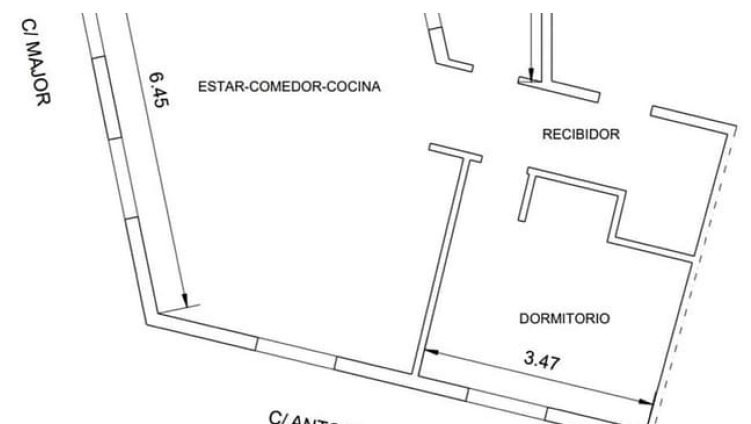 C/ MAJOR
6.45
ESTAR-COMEDOR-COCINA
RECIBIDOR
DORMITORIO
3.47
C/